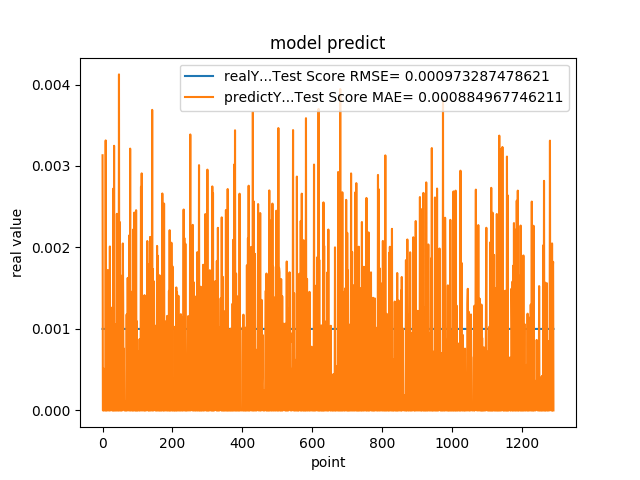 model predict
realY...Test Score RMSE= 0.000973287478621
predictY...Test Score MAE= 0.000884967746211
0.004
0.003
0.002
0.001
0.000
real value
0 200 400 600 800 1000 1200
point